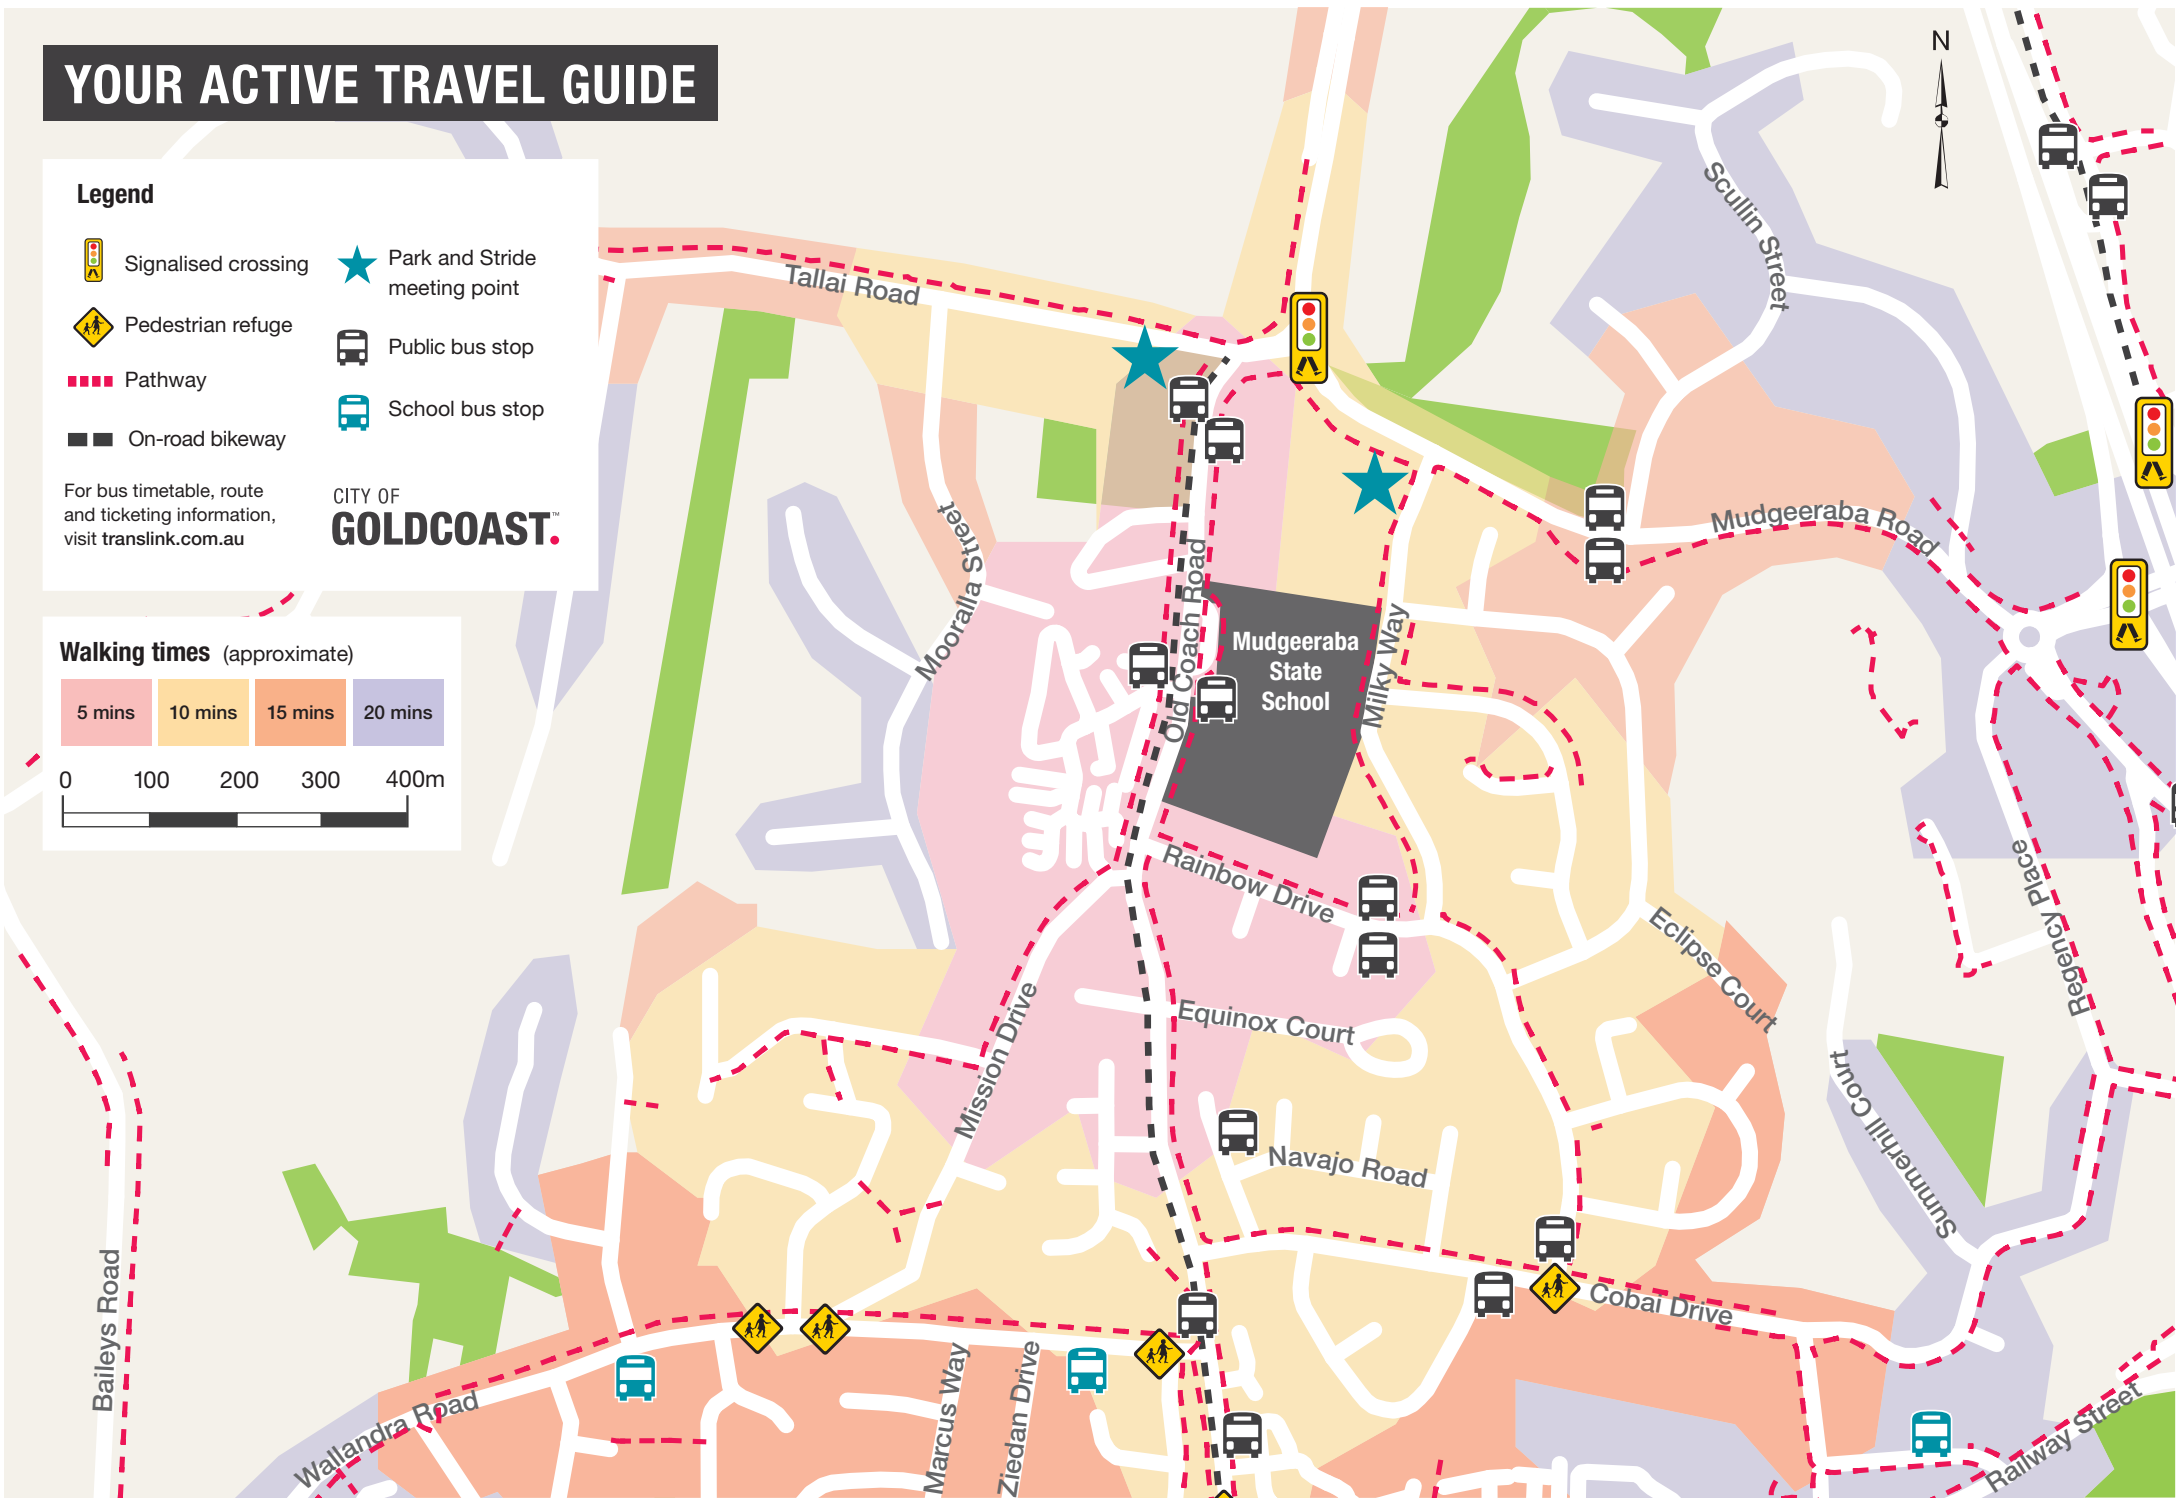 YOUR ACTIVE TRAVEL GUIDE
N
Legend
Signalised crossing
Pedestrian refuge
Pathway
On-road bikeway
Park and Stride
meeting point
Public bus stop
School bus stop
For bus timetable, route
and ticketing information,
visit translink.com.au
CITY OF
GOLDCOAST.™
Walking times (approximate)
5 mins
10 mins
15 mins
20 mins
0 100 200 300 400m
Tallai Road
Scullin Street
Mooralla Street
Old Coach Road
Mudgeeraba
State
School
Milky Way
Mudgeeraba Road
Rainbow Drive
Eclipse Court
Regency Place
Mission Drive
Equinox Court
Summerhill Court
Navajo Road
Baileys Road
Cobai Drive
Wallandra Road
Marcus Way
Ziedan Drive
Railway Street